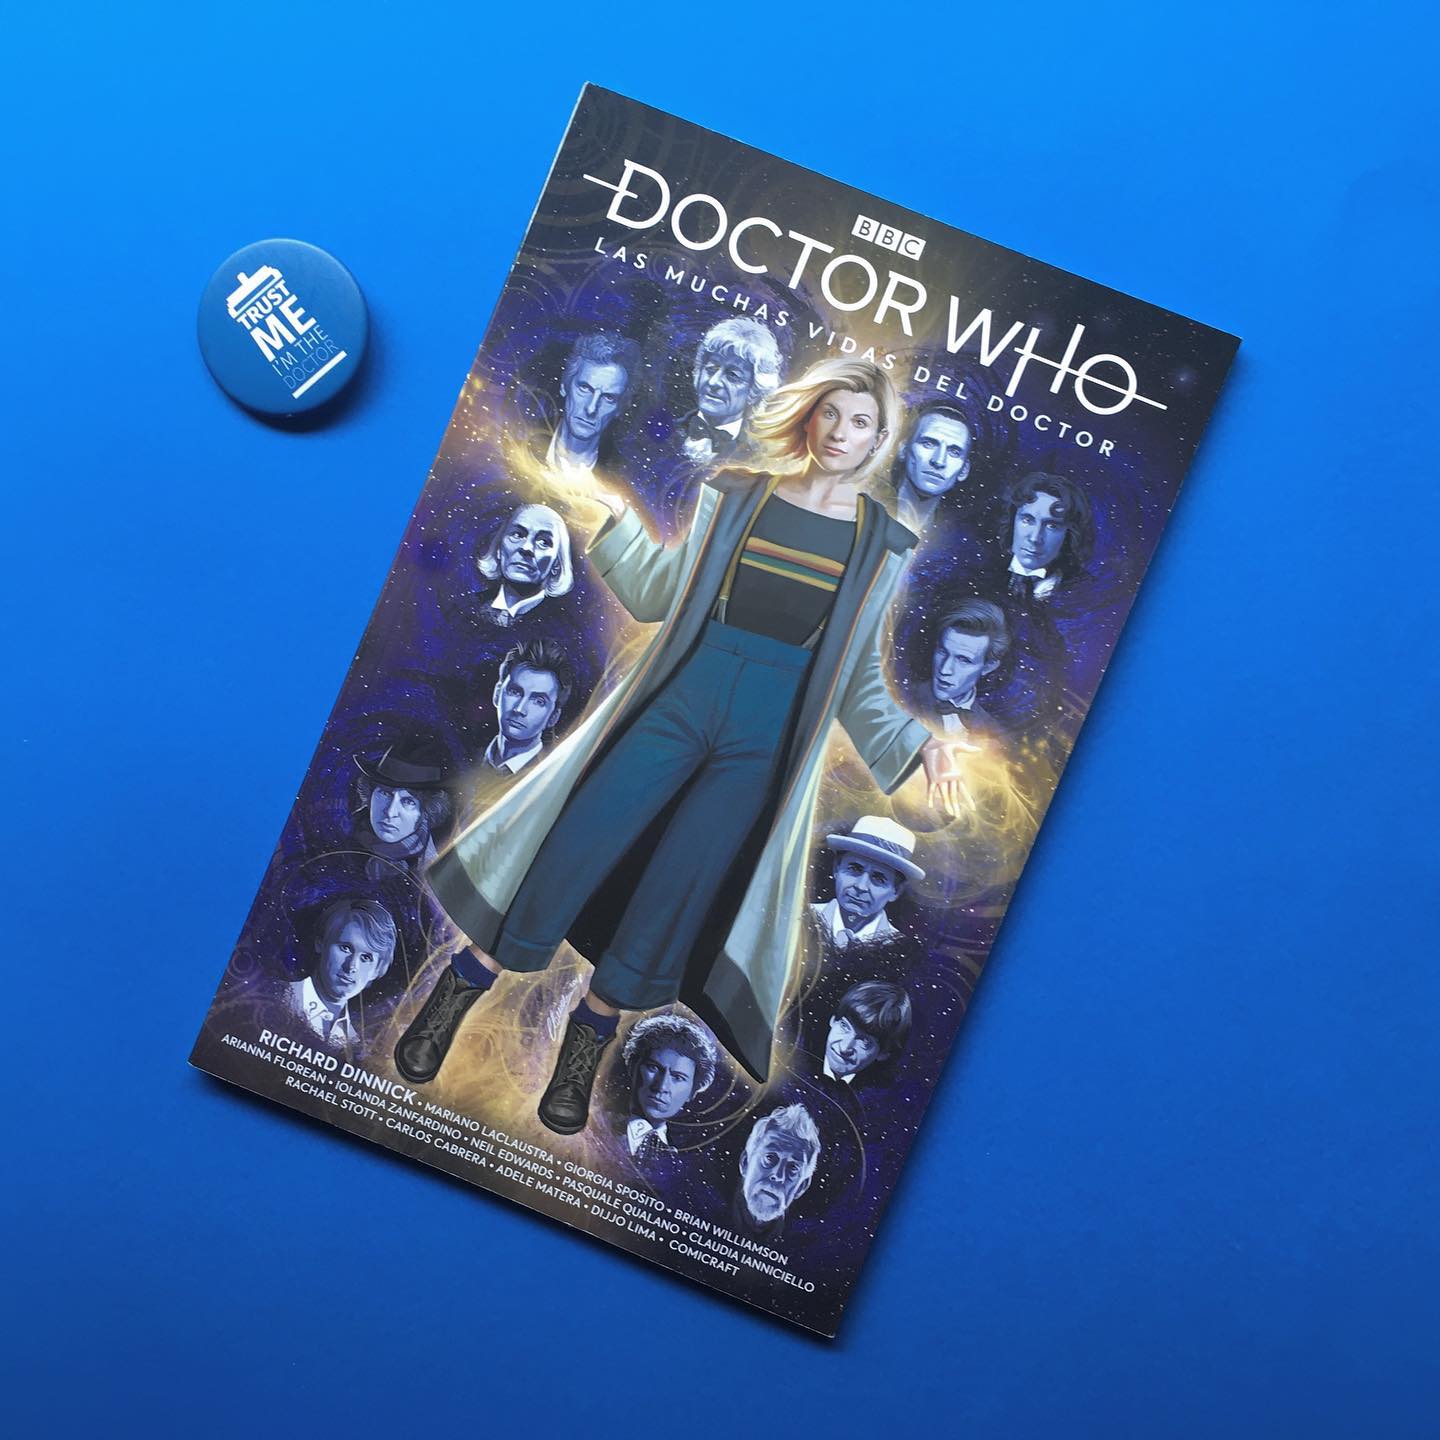 TRUST
ME
I'M THE
DOCTOR
BBC
DOCTOR WHO
LAS MUCHAS VIDAS DEL DOCTOR
RICHARD DINNICK • MARIANO LACLAUSTRA • GIORGIA SPOSITO • BRIAN WILLIAMSON
ARIANNA FLOREAN • IOLANDA ZANFARDINO • NEIL EDWARDS • PASQUALE QUALANO • CLAUDIA IANNICIELLO
RACHAEL STOTT • CARLOS CABRERA • ADELE MATERA • DIJJO LIMA • COMICRAFT